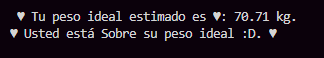 ♥ Tu peso ideal estimado es ♥: 70.71 kg.
♥ Usted está Sobre su peso ideal :D. ♥